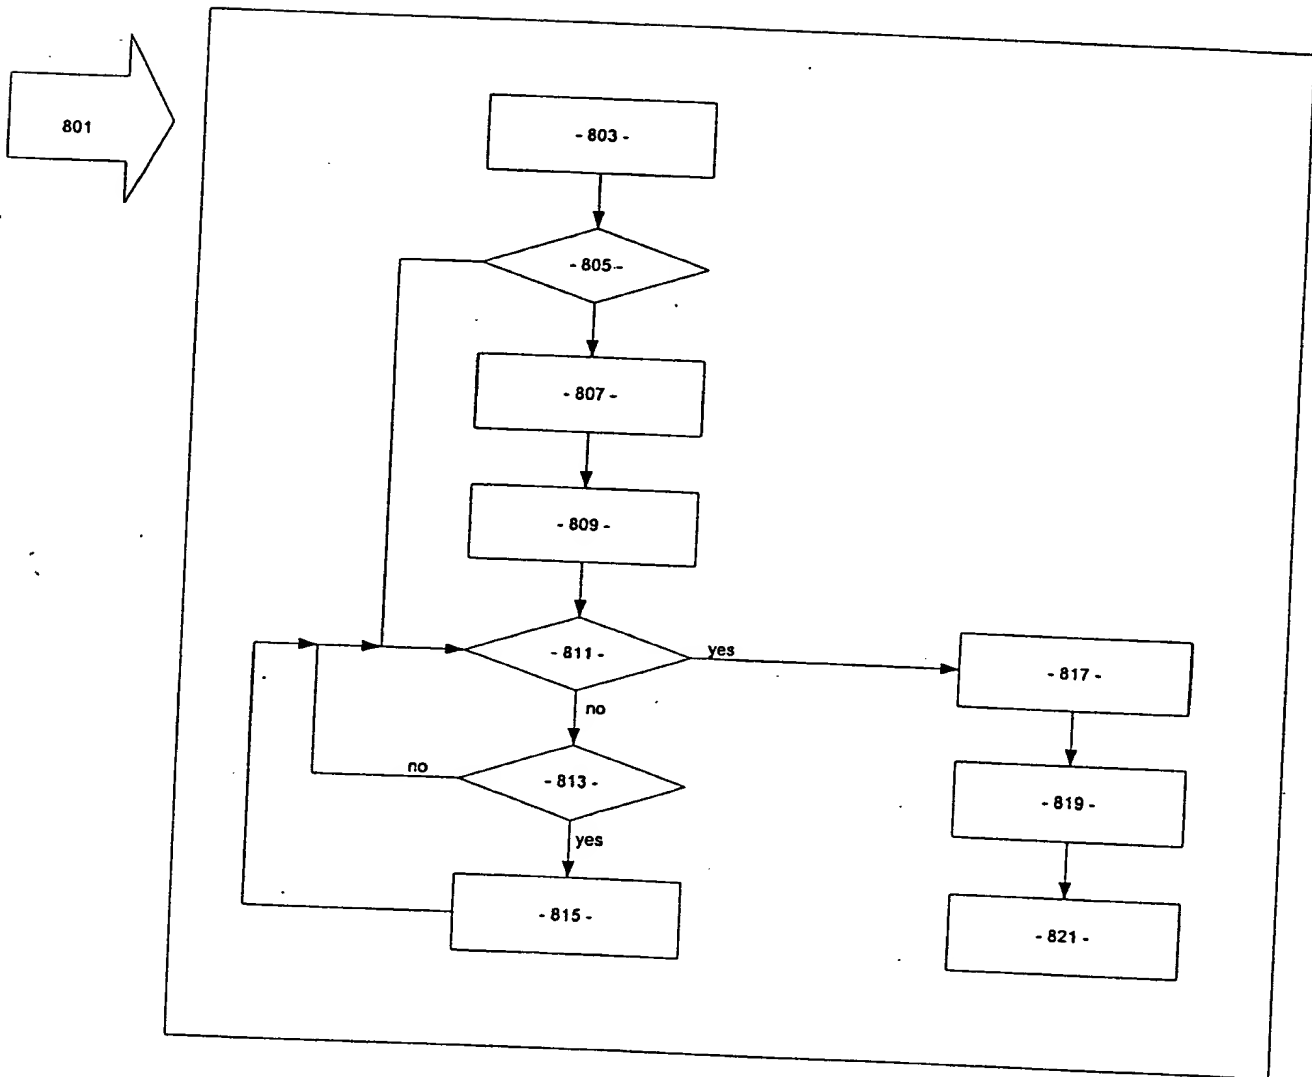 801
- 803 -
- 805 -
- 807 -
- 809 -
- 811 -
yes
no
- 813 -
no
yes
- 815 -
- 817 -
- 819 -
- 821 -